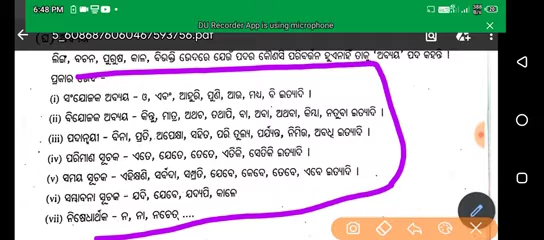 6:48 PM
DU Recorder App is using microphone
5_6086876060467593756.pdf
ଲିଙ୍ଗ, ବଚନ, ପୁରୁଷ, କାଳ, ବିଭକ୍ତି ଭେଦରେ ଯେଉଁ ପଦର କୌଣସି ପରିବର୍ତ୍ତନ ହୁଏନାହିଁ ତାକୁ 'ଅବ୍ୟୟ' ପଦ କହନ୍ତି ।
ପ୍ରକାର
(i) ସଂଯୋଜକ ଅବ୍ୟୟ - ଓ, ଏବଂ, ଆହୁରି, ପୁଣି, ଆଉ, ମଧ୍ୟ, ବି ଇତ୍ୟାଦି ।
(ii) ବିଯୋଜକ ଅବ୍ୟୟ - କିନ୍ତୁ, ମାତ୍ର, ଅଥଚ, ତଥାପି, ବା, ଅବା, ଅଥବା, କିମ୍ବା, ନତୁବା ଇତ୍ୟାଦି ।
(iii) ପଦାନ୍ୱୟୀ - ବିନା, ପ୍ରତି, ଅପେକ୍ଷା, ସହିତ, ପରି, ତୁଲ୍ୟ, ପର୍ଯ୍ୟନ୍ତ, ନିମିତ୍ତ, ଅବଧି ଇତ୍ୟାଦି ।
(iv) ପରିମାଣ ସୂଚକ - ଏତେ, ଯେତେ, ତେତେ, ଏତିକି, ସେତିକି ଇତ୍ୟାଦି ।
(v) ସମୟ ସୂଚକ - ଏହିକ୍ଷଣି, ସର୍ବଦା, ସମ୍ପ୍ରତି, ଯେବେ, କେବେ, ତେବେ, ଏବେ ଇତ୍ୟାଦି ।
(vi) ସମ୍ଭାବନା ସୂଚକ - ଯଦି, ଯେବେ, ଯଦ୍ୟପି, କାଳେ
(vii) ନିଷେଧାର୍ଥକ - ନ, ନା, ନଚେତ୍ ....